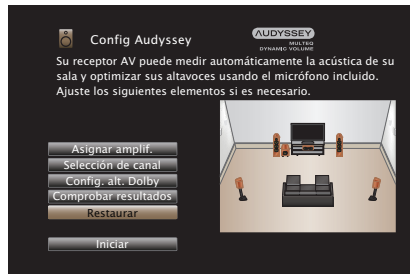 Config Audyssey
AUDYSSEY
MULTEQ
DYNAMIC VOLUME
Su receptor AV puede medir automáticamente la acústica de su
sala y optimizar sus altavoces usando el micrófono incluido.
Ajuste los siguientes elementos si es necesario.
Asignar amplif.
Selección de canal
Config. alt. Dolby
Comprobar resultados
Restaurar
Iniciar